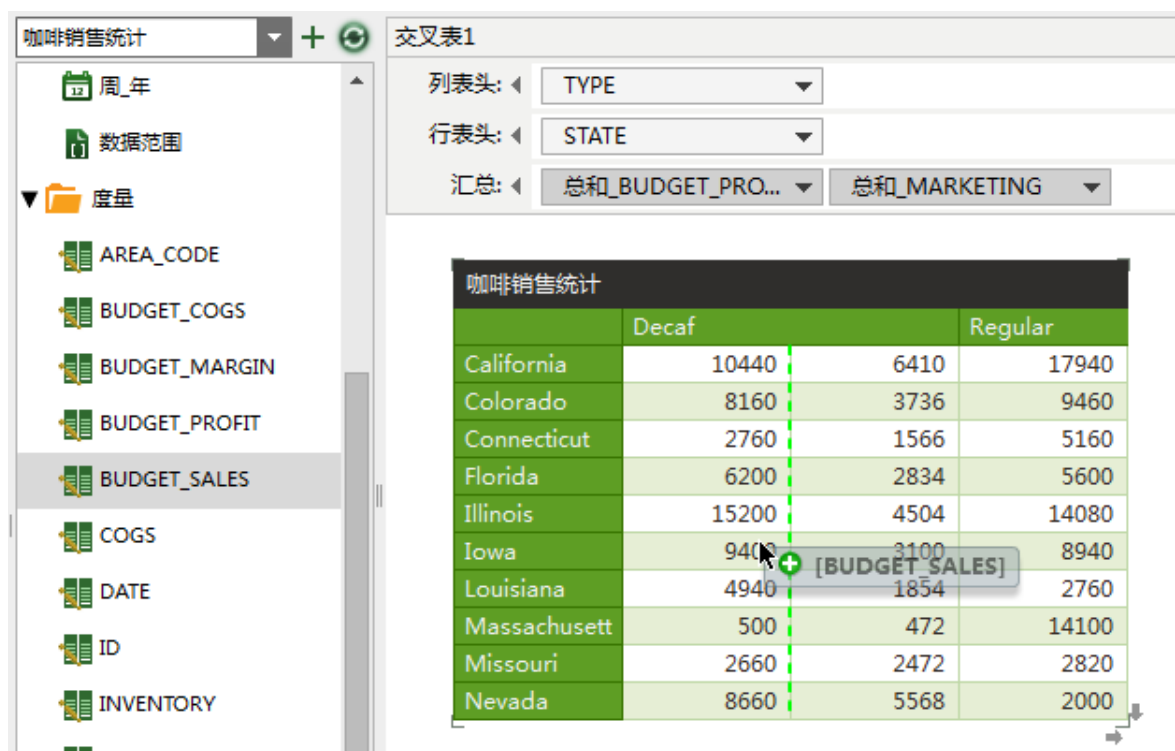 咖啡销售统计
周_年
数据范围
度量
AREA_CODE
BUDGET_COGS
BUDGET_MARGIN
BUDGET_PROFIT
BUDGET_SALES
COGS
DATE
ID
INVENTORY
交叉表1
列表头: TYPE
行表头: STATE
汇总: 总和_BUDGET_PRO... 总和_MARKETING
咖啡销售统计
Decaf Regular
California 10440 6410 17940
Colorado 8160 3736 9460
Connecticut 2760 1566 5160
Florida 6200 2834 5600
Illinois 15200 4504 14080
Iowa 9400 3100 8940
[BUDGET_SALES]
Louisiana 4940 1854 2760
Massachusett 500 472 14100
Missouri 2660 2472 2820
Nevada 8660 5568 2000